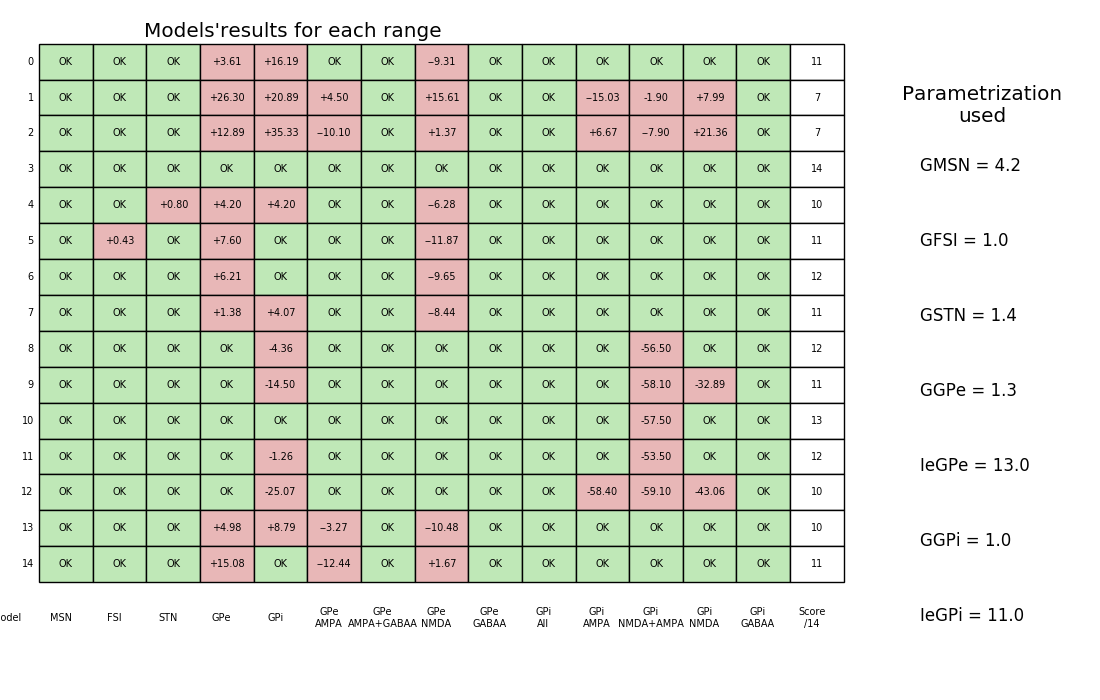 Models'results for each range
0 OK OK OK +3.61 +16.19 OK OK −9.31 OK OK OK OK OK OK 11
1 OK OK OK +26.30 +20.89 +4.50 OK +15.61 OK OK −15.03 -1.90 +7.99 OK 7
2 OK OK OK +12.89 +35.33 −10.10 OK +1.37 OK OK +6.67 −7.90 +21.36 OK 7
3 OK OK OK OK OK OK OK OK OK OK OK OK OK OK 14
4 OK OK +0.80 +4.20 +4.20 OK OK −6.28 OK OK OK OK OK OK 10
5 OK +0.43 OK +7.60 OK OK OK −11.87 OK OK OK OK OK OK 11
6 OK OK OK +6.21 OK OK OK −9.65 OK OK OK OK OK OK 12
7 OK OK OK +1.38 +4.07 OK OK −8.44 OK OK OK OK OK OK 11
8 OK OK OK OK -4.36 OK OK OK OK OK OK -56.50 OK OK 12
9 OK OK OK OK -14.50 OK OK OK OK OK OK -58.10 -32.89 OK 11
10 OK OK OK OK OK OK OK OK OK OK OK -57.50 OK OK 13
11 OK OK OK OK -1.26 OK OK OK OK OK OK -53.50 OK OK 12
12 OK OK OK OK -25.07 OK OK OK OK OK -58.40 -59.10 -43.06 OK 10
13 OK OK OK +4.98 +8.79 −3.27 OK −10.48 OK OK OK OK OK OK 10
14 OK OK OK +15.08 OK −12.44 OK +1.67 OK OK OK OK OK OK 11
odel MSN FSI STN GPe GPi GPe AMPA GPe AMPA+GABAA GPe NMDA GPe GABAA GPi All GPi AMPA GPi NMDA+AMPA GPi NMDA GPi GABAA Score /14
Parametrization
used
GMSN = 4.2
GFSI = 1.0
GSTN = 1.4
GGPe = 1.3
IeGPe = 13.0
GGPi = 1.0
IeGPi = 11.0